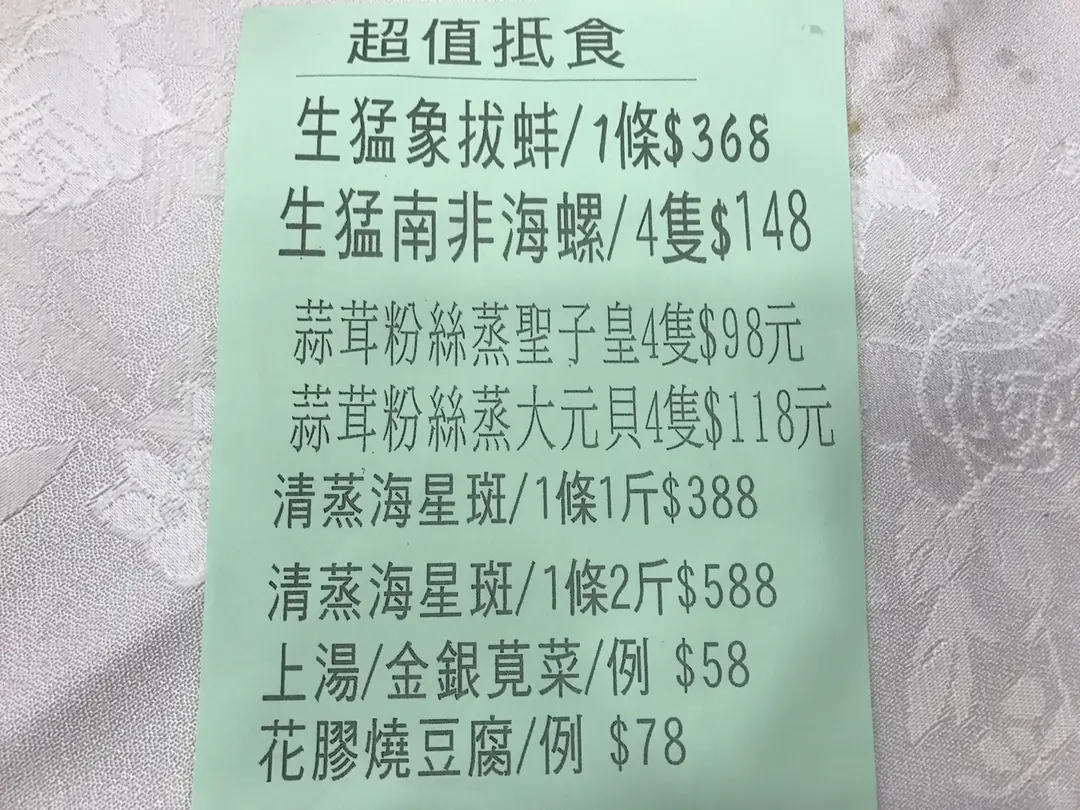 超值抵食
生猛象拔蚌/1條$368
生猛南非海螺/4隻$148
蒜茸粉絲蒸聖子皇4隻$98元
蒜茸粉絲蒸大元貝4隻$118元
清蒸海星斑/1條1斤$388
清蒸海星斑/1條2斤$588
上湯/金銀莧菜/例 $58
花膠燒豆腐/例 $78